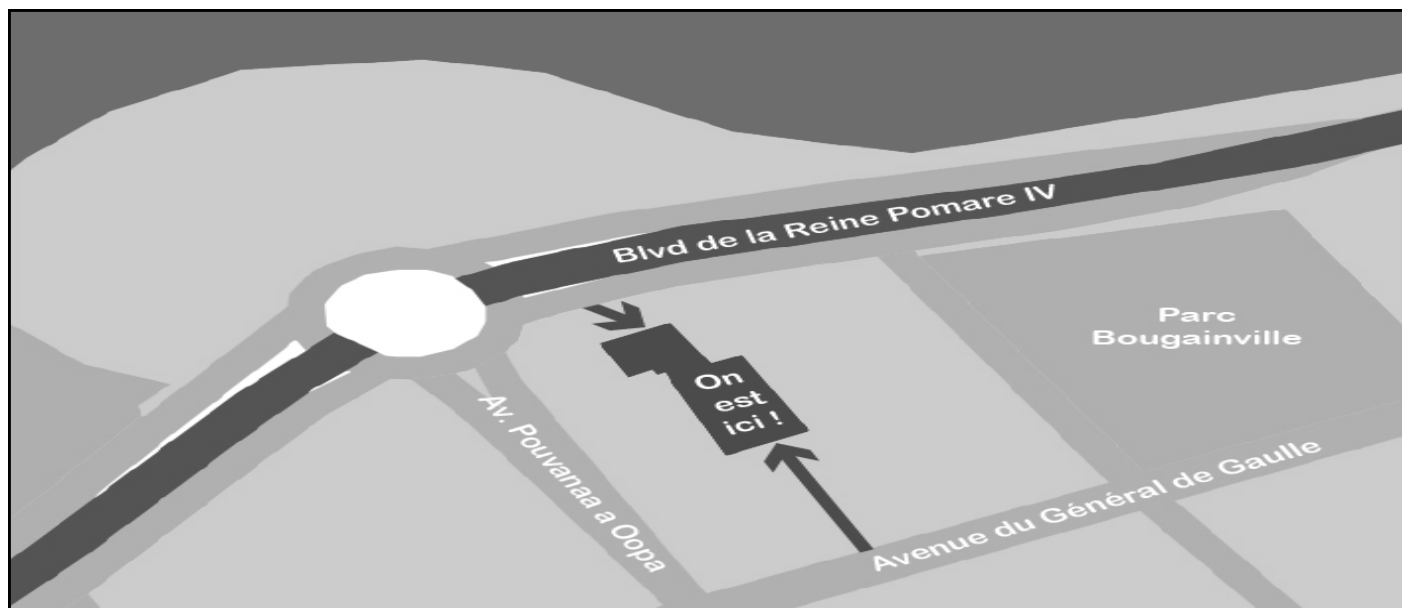 Blvd de la Reine Pomare IV
Parc
Bougainville
On
est
ici !
Av. Pouvanaa a Oopa
Avenue du Général de Gaulle